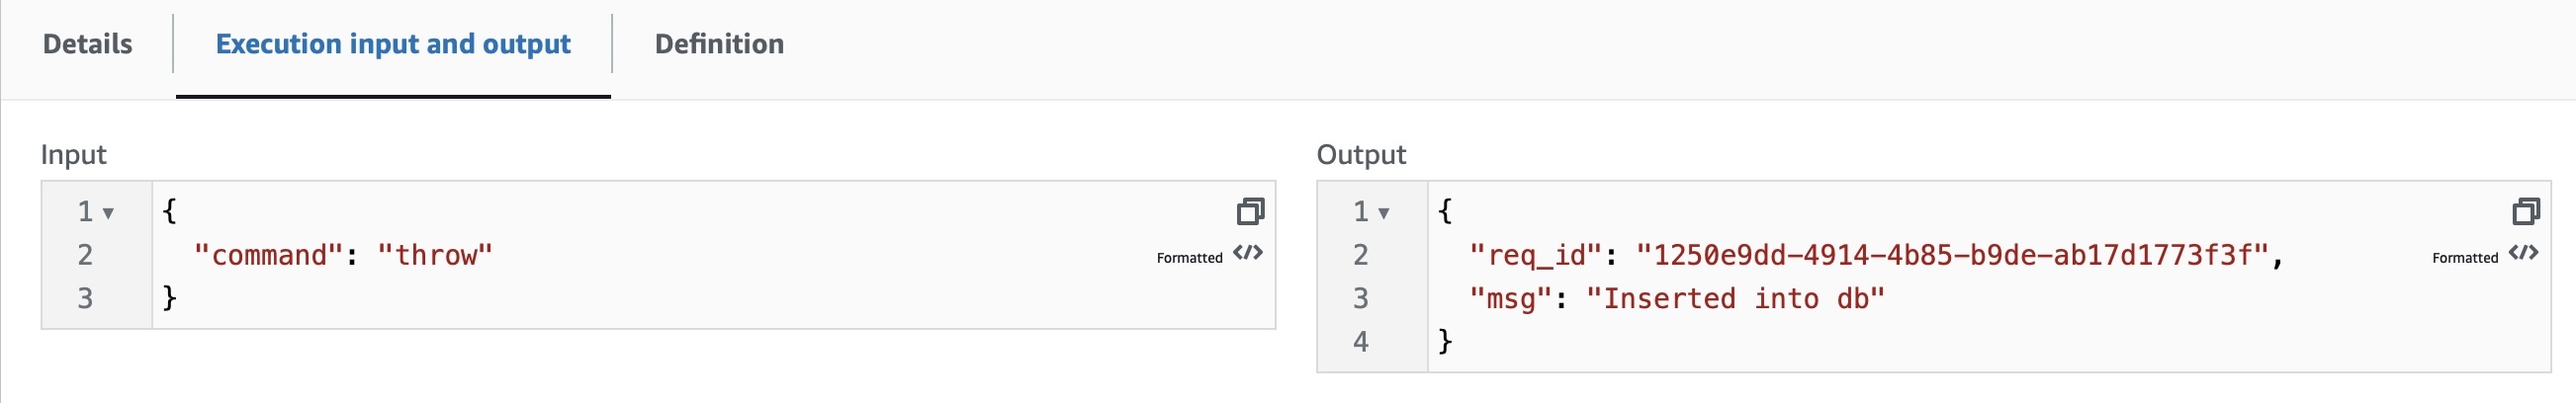 Details Execution input and output Definition
Input
1 {
2 "command": "throw"
Formatted
3 }
Output
1 {
2 "req_id": "1250e9dd-4914-4b85-b9de-ab17d1773f3f",
Formatted
3 "msg": "Inserted into db"
4 }